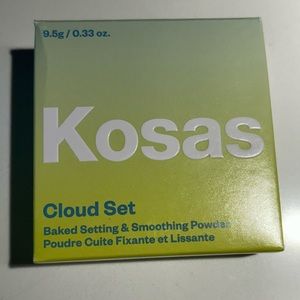 9.5g / 0.33 oz.
Kosas
Cloud Set
Baked Setting & Smoothing Powder
Poudre Cuite Fixante et Lissante